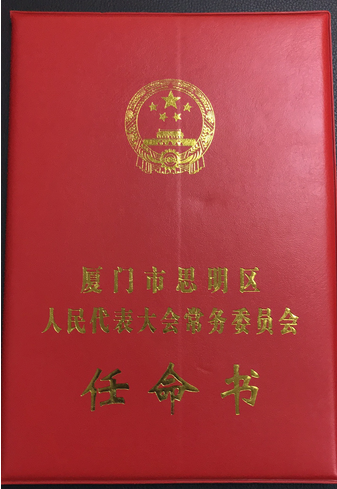 厦门市思明区
人民代表大会常务委员会
任命书